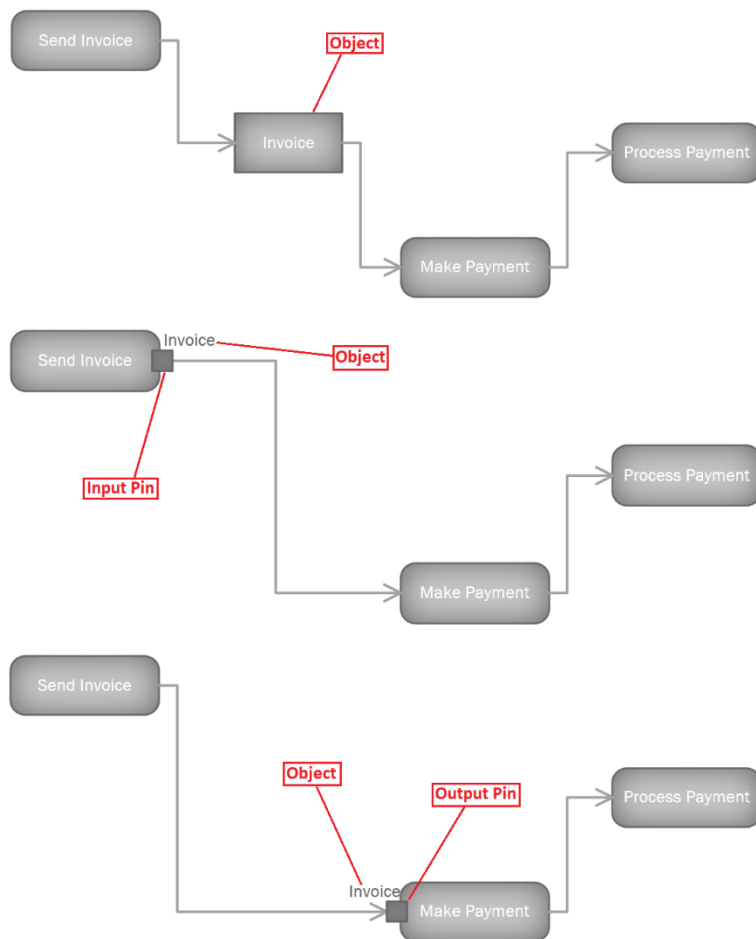 Send Invoice
Object
Invoice
Process Payment
Make Payment
Invoice
Send Invoice
Object
Process Payment
Input Pin
Make Payment
Send Invoice
Object
Output Pin
Process Payment
Invoice
Make Payment